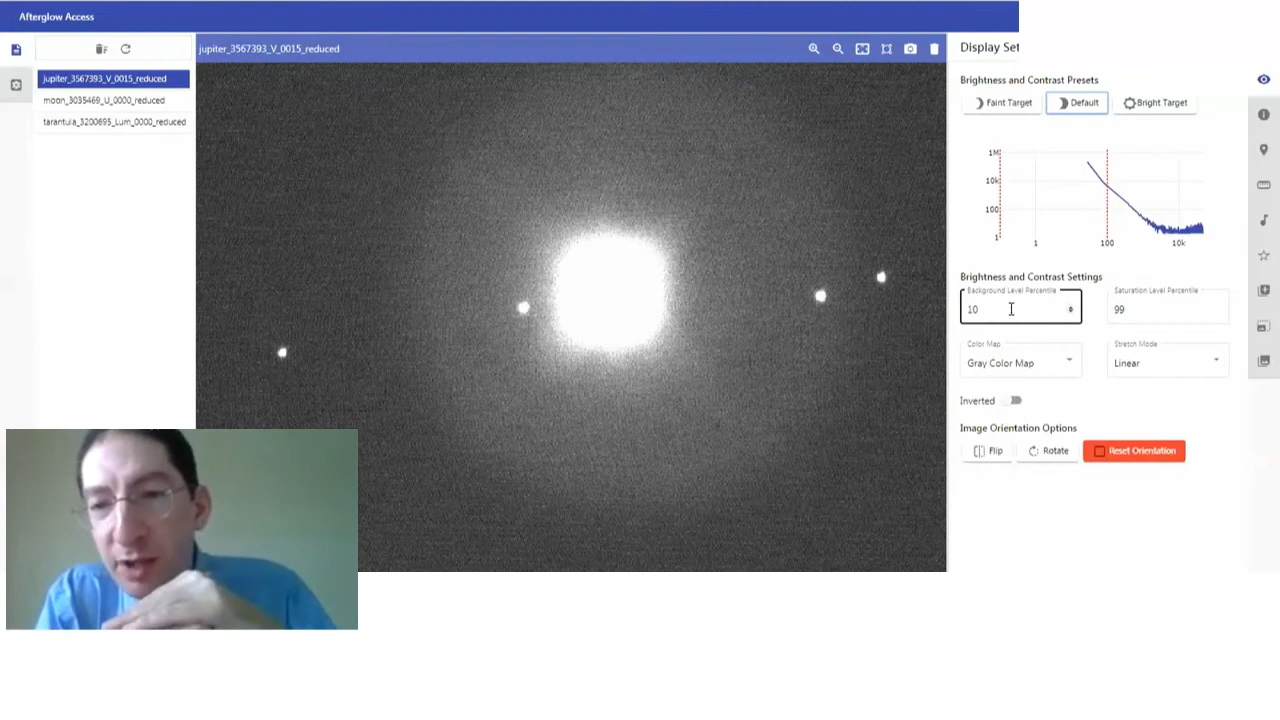 Afterglow Access
jupiter_3567393_V_0015_reduced
moon_3035469_U_0000_reduced
tarantula_3200695_Lum_0000_reduced
jupiter_3567393_V_0015_reduced
Display Set
Brightness and Contrast Presets
Faint Target
Default
Bright Target
1M
10k
100
1
1 100 10k
Brightness and Contrast Settings
Background Level Percentile
10
Saturation Level Percentile
99
Color Map
Gray Color Map
Stretch Mode
Linear
Inverted
Image Orientation Options
Flip
Rotate
Reset Orientation